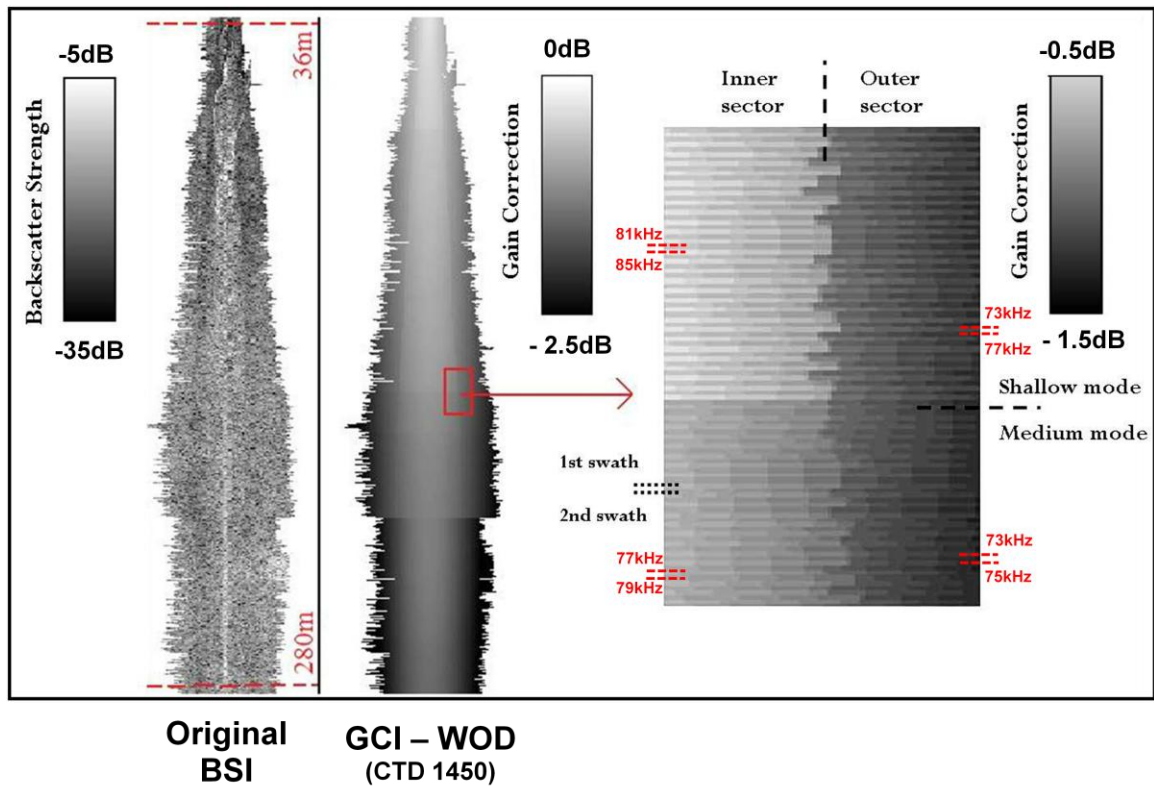 -5dB
Backscatter Strength
-35dB
36m
280m
0dB
Gain Correction
- 2.5dB
Inner
sector
Outer
sector
-0.5dB
Gain Correction
- 1.5dB
81kHz
85kHz
73kHz
77kHz
Shallow mode
Medium mode
1st swath
2nd swath
77kHz
79kHz
73kHz
75kHz
Original
BSI
GCI – WOD
(CTD 1450)